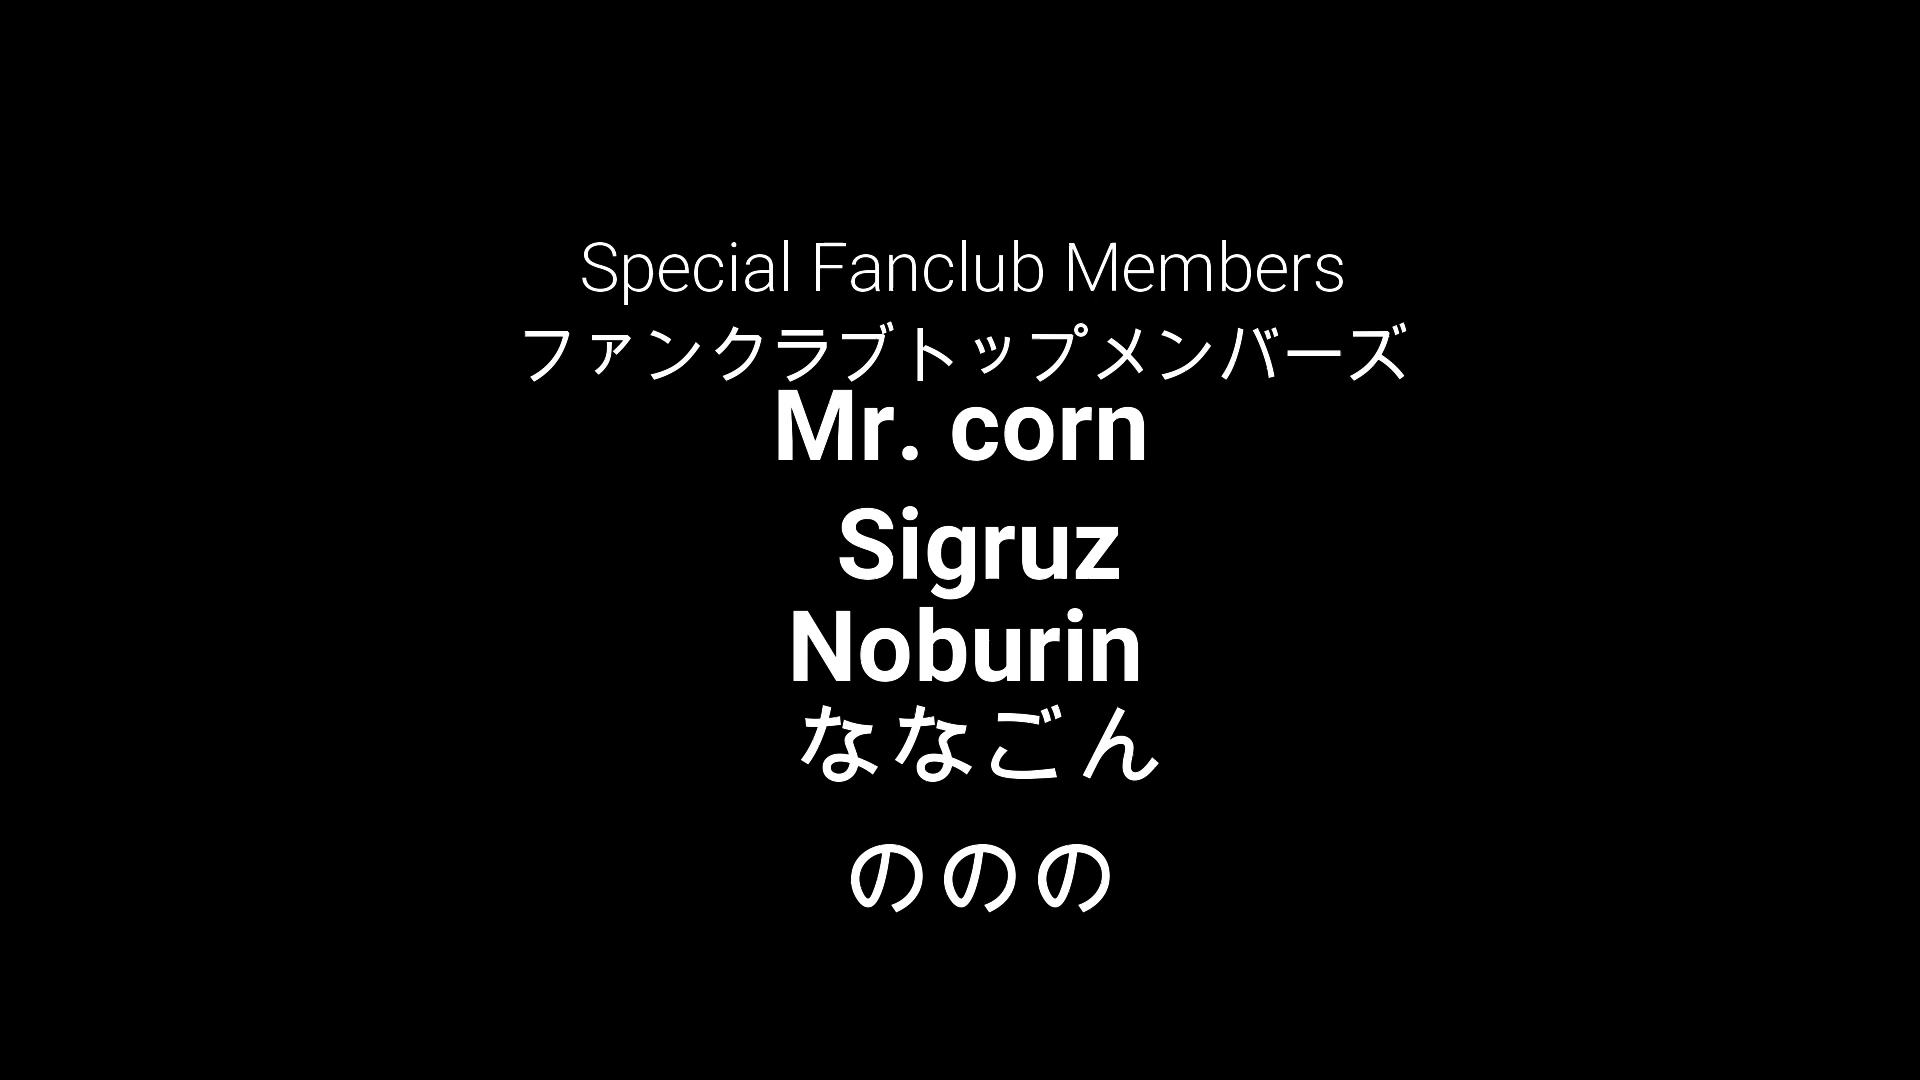 Special Fanclub Members
ファンクラブトップメンバーズ
Mr. corn
Sigruz
Noburin
ななごん
ののの